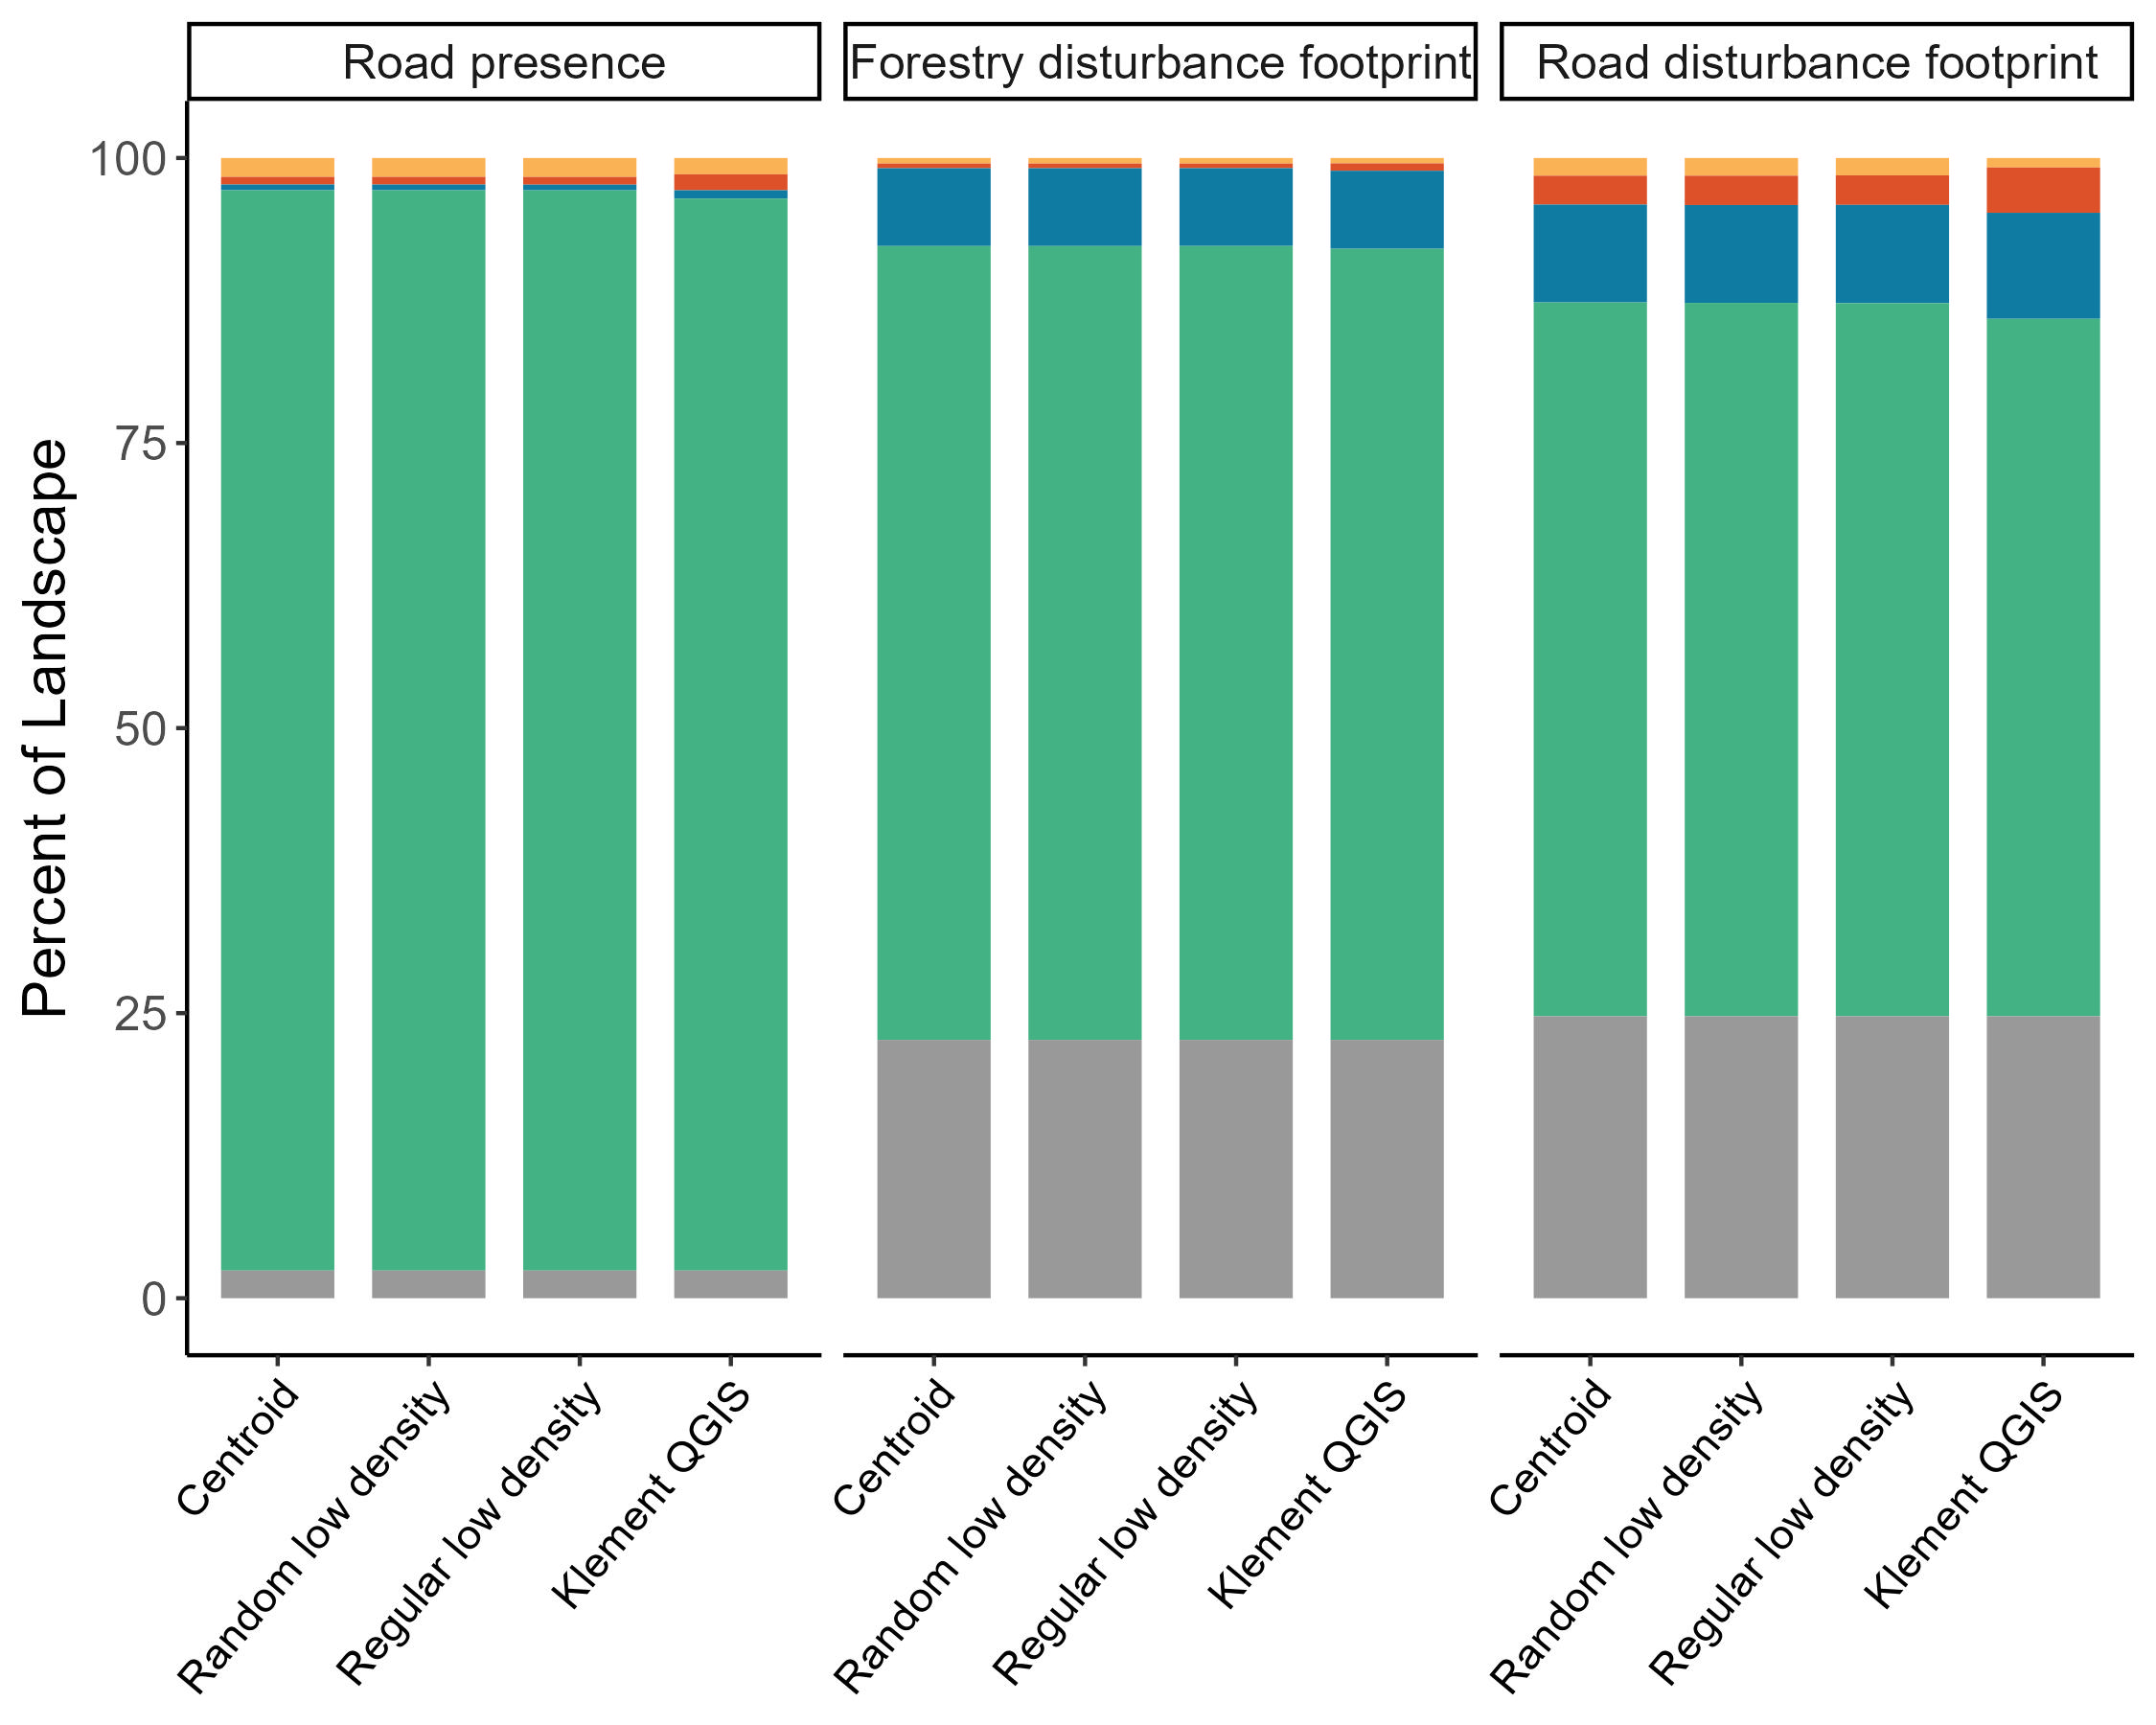 Road presence
Forestry disturbance footprint
Road disturbance footprint
Percent of Landscape
100
75
50
25
0
Centroid
Random low density
Regular low density
Klement QGIS
Centroid
Random low density
Regular low density
Klement QGIS
Centroid
Random low density
Regular low density
Klement QGIS